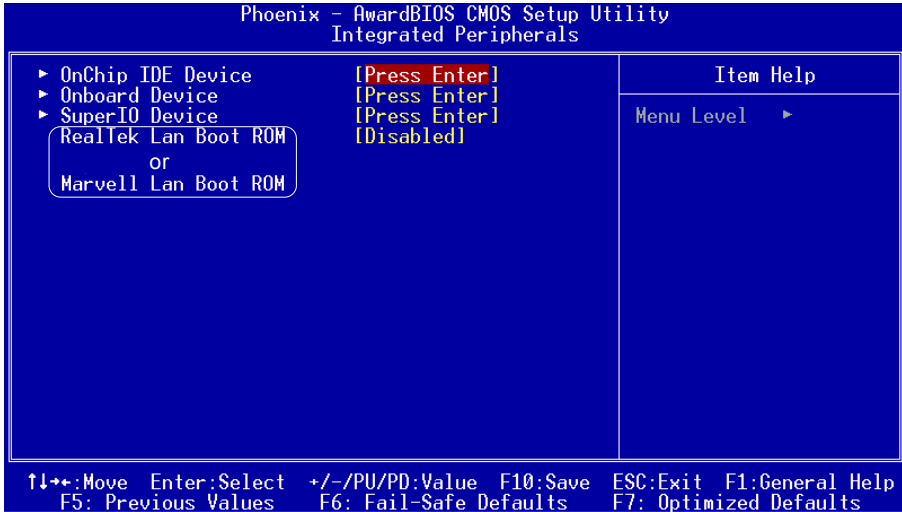 Phoenix - AwardBIOS CMOS Setup Utility
Integrated Peripherals
► OnChip IDE Device [Press Enter]
► Onboard Device [Press Enter]
► SuperIO Device [Press Enter]
RealTek Lan Boot ROM [Disabled]
or
Marvell Lan Boot ROM
Item Help
Menu Level ►
↑↓→←:Move Enter:Select +/-/PU/PD:Value F10:Save ESC:Exit F1:General Help
F5: Previous Values F6: Fail-Safe Defaults F7: Optimized Defaults